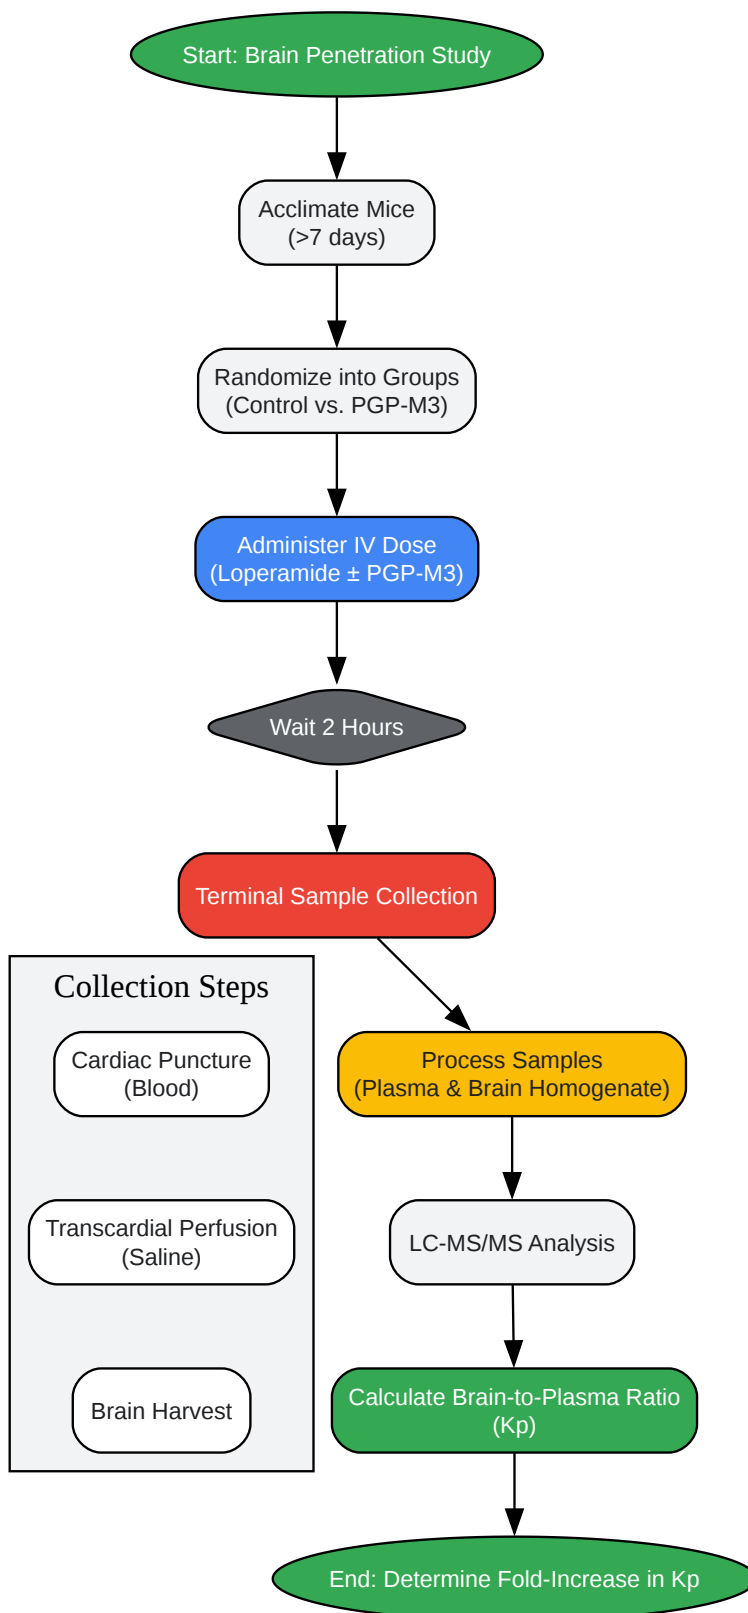 Start: Brain Penetration Study
Acclimate Mice
(>7 days)
Randomize into Groups
(Control vs. PGP-M3)
Administer IV Dose
(Loperamide ± PGP-M3)
Wait 2 Hours
Terminal Sample Collection
Collection Steps
Cardiac Puncture
(Blood)
Transcardial Perfusion
(Saline)
Brain Harvest
Process Samples
(Plasma & Brain Homogenate)
LC-MS/MS Analysis
Calculate Brain-to-Plasma Ratio
(Kp)
End: Determine Fold-Increase in Kp